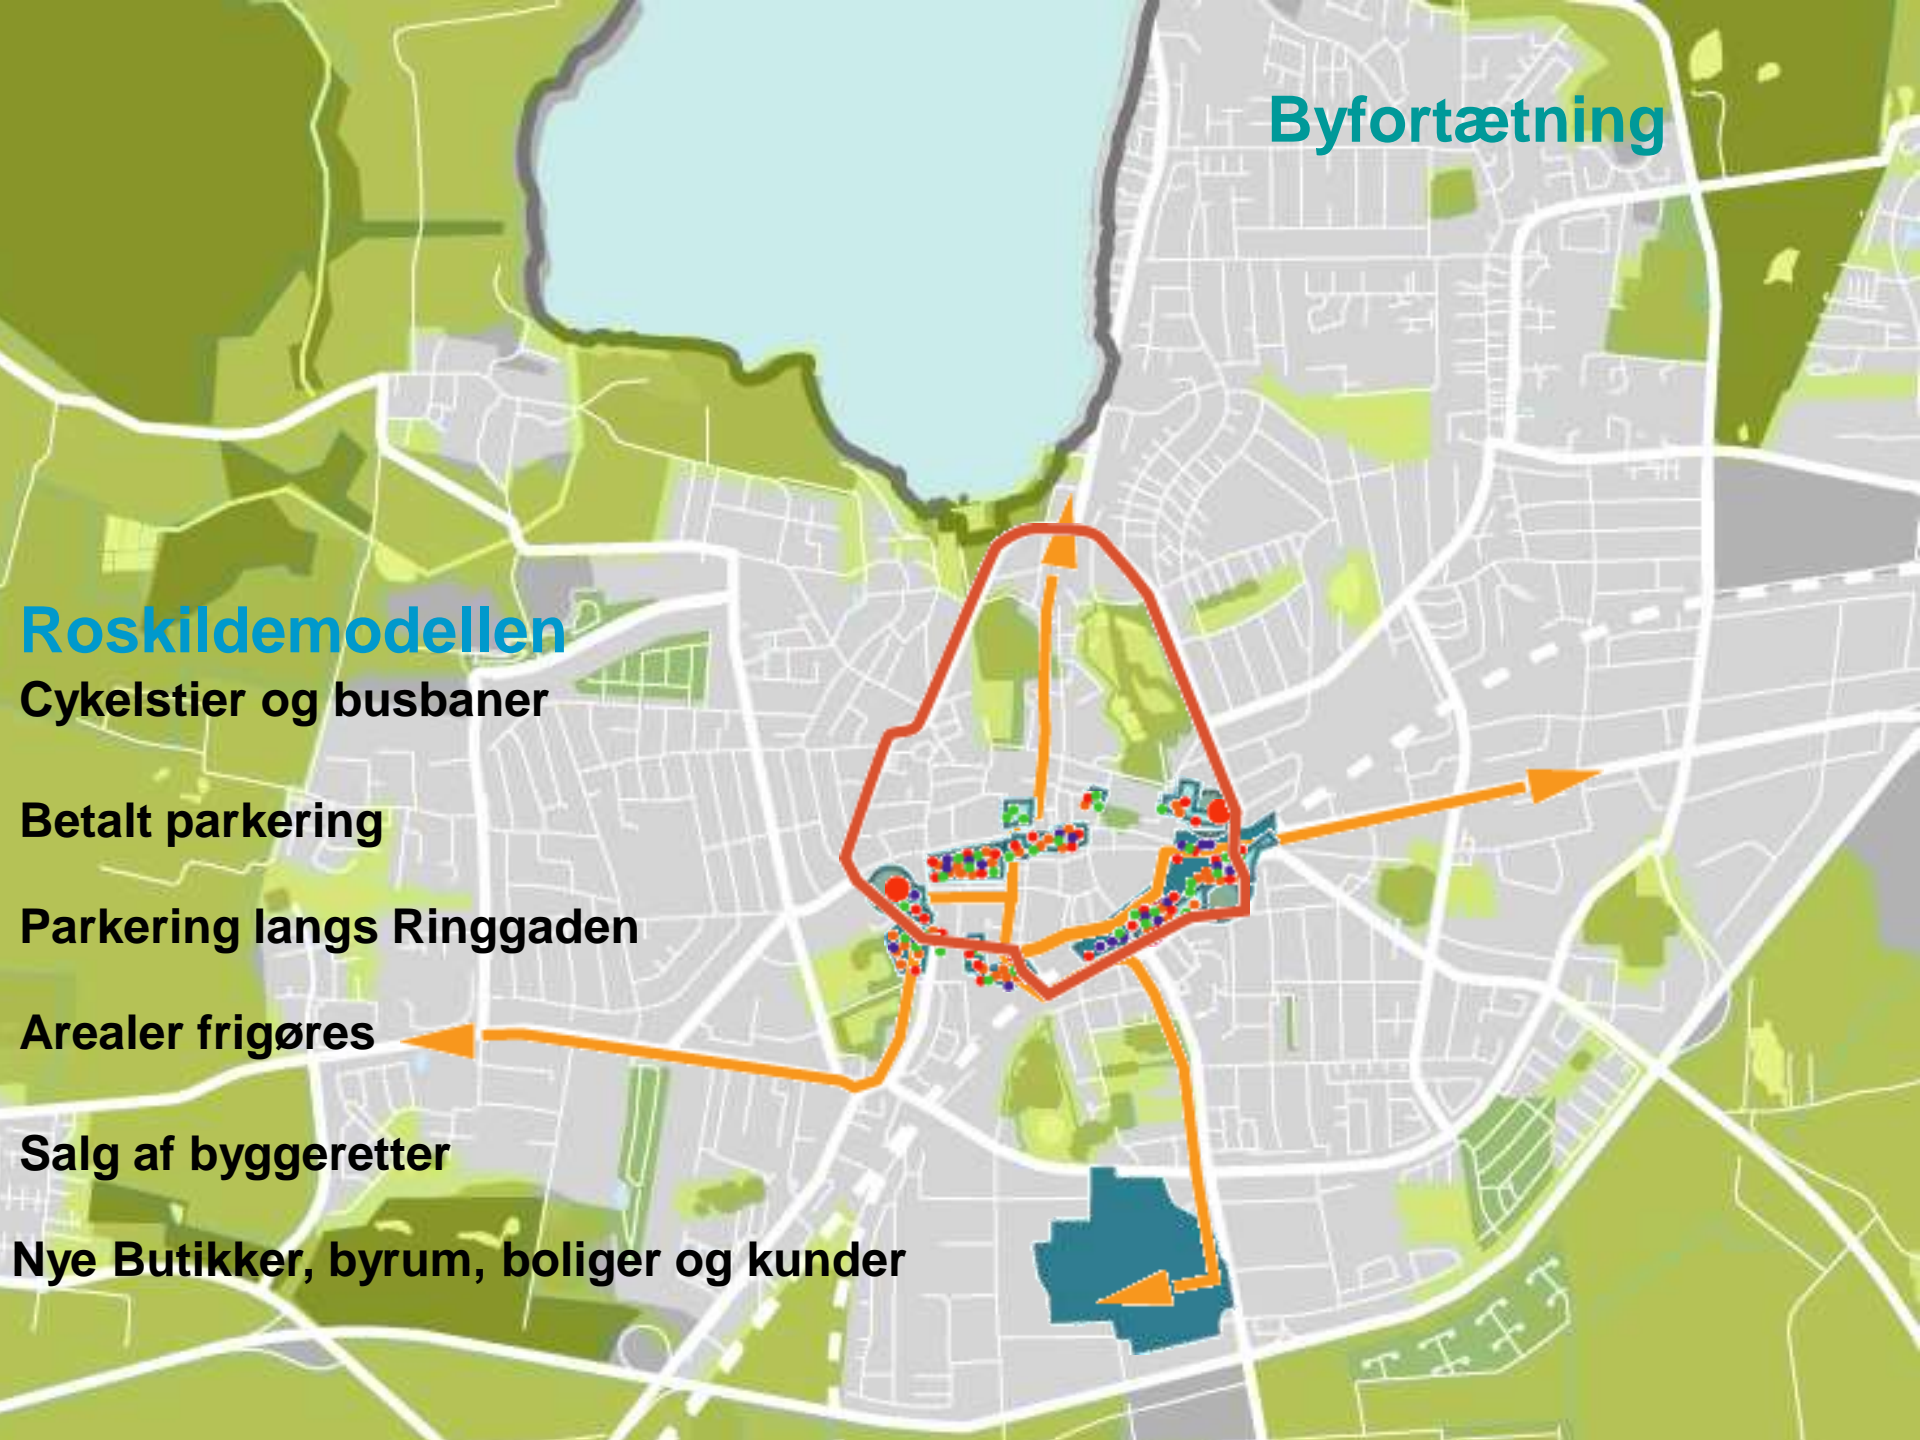 Byfortætning
Roskildemodellen
Cykelstier og busbaner
Betalt parkering
Parkering langs Ringgaden
Arealer frigøres
Salg af byggeretter
Nye Butikker, byrum, boliger og kunder